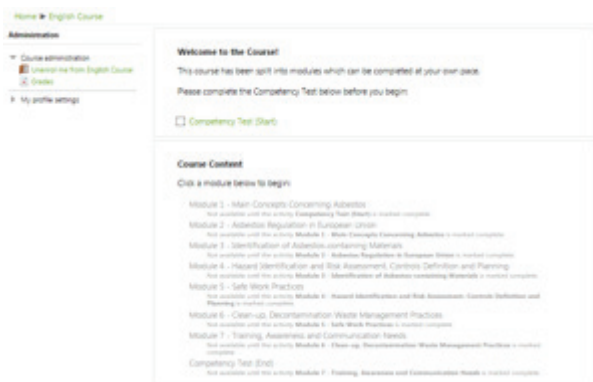 Home ▶ English Course
Administration
Course administration
Unenrol me from English Course
Grades
My profile settings
Welcome to the Course!
This course has been split into modules which can be completed at your own pace.
Please complete the Competency Test below before you begin:
Competency Test (Start)
Course Content
Click a module below to begin:
Module 1 - Main Concepts Concerning Asbestos
Not available until the activity Competency Test (Start) is marked complete.
Module 2 - Asbestos Regulation in European Union
Not available until the activity Module 1 - Main Concepts Concerning Asbestos is marked complete.
Module 3 - Identification of Asbestos-containing Materials
Not available until the activity Module 2 - Asbestos Regulation in European Union is marked complete.
Module 4 - Hazard Identification and Risk Assessment, Controls Definition and Planning
Not available until the activity Module 3 - Identification of Asbestos-containing Materials is marked complete.
Module 5 - Safe Work Practices
Not available until the activity Module 4 - Hazard Identification and Risk Assessment, Controls Definition and
Planning is marked complete.
Module 6 - Clean-up, Decontamination Waste Management Practices
Not available until the activity Module 5 - Safe Work Practices is marked complete.
Module 7 - Training, Awareness and Communication Needs
Not available until the activity Module 6 - Clean-up, Decontamination Waste Management Practices is marked
complete.
Competency Test (End)
Not available until the activity Module 7 - Training, Awareness and Communication Needs is marked complete.